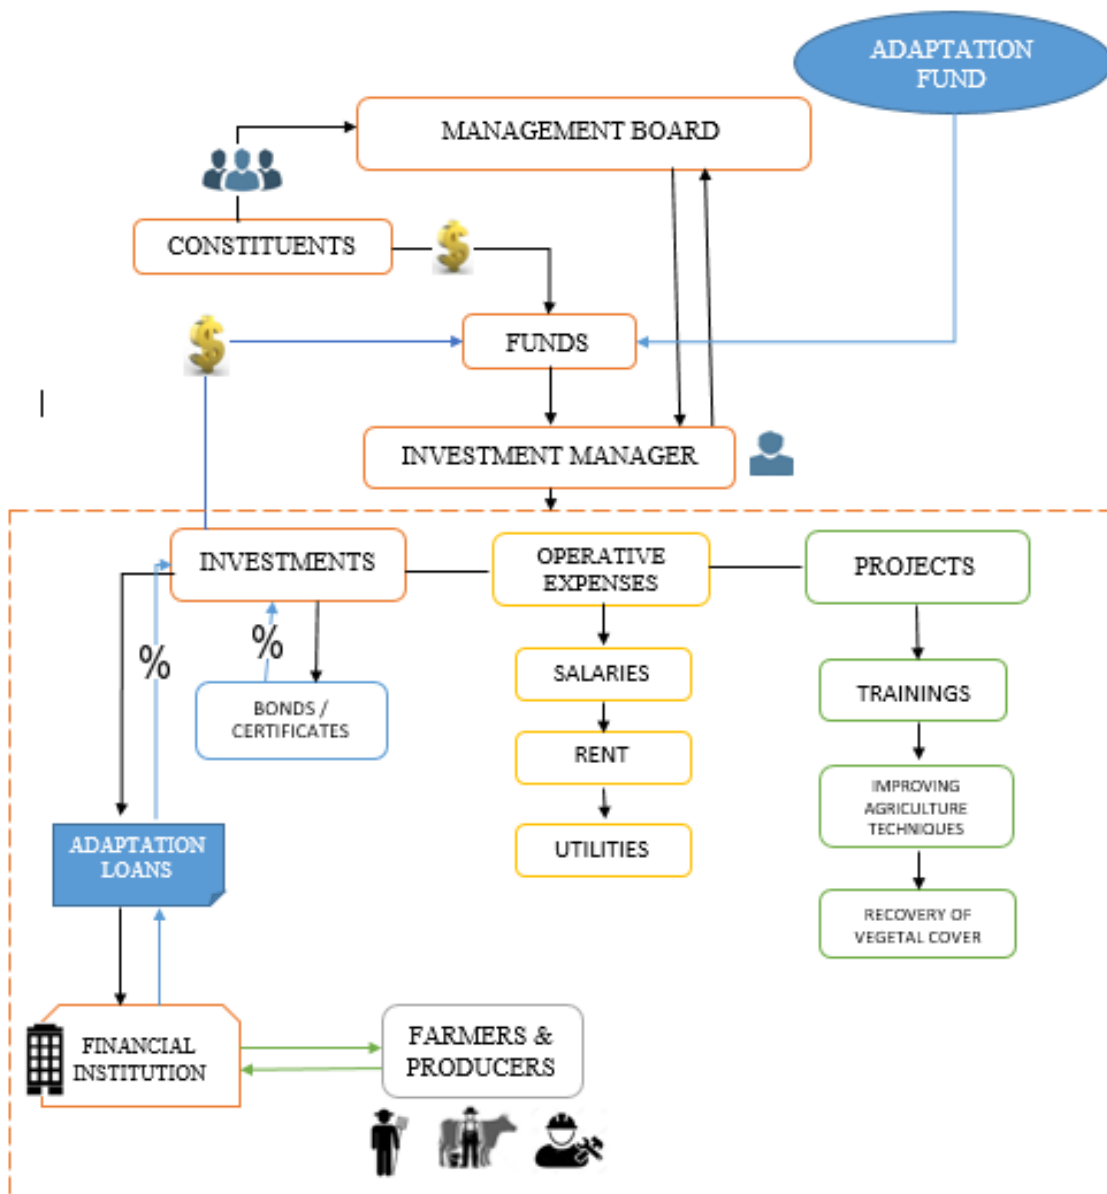 ADAPTATION
FUND
MANAGEMENT BOARD
CONSTITUENTS
$
$
FUNDS
INVESTMENT MANAGER
INVESTMENTS
OPERATIVE
EXPENSES
PROJECTS
%
%
BONDS /
CERTIFICATES
SALARIES
TRAININGS
RENT
IMPROVING
AGRICULTURE
TECHNIQUES
UTILITIES
ADAPTATION
LOANS
RECOVERY OF
VEGETAL COVER
FINANCIAL
INSTITUTION
FARMERS &
PRODUCERS